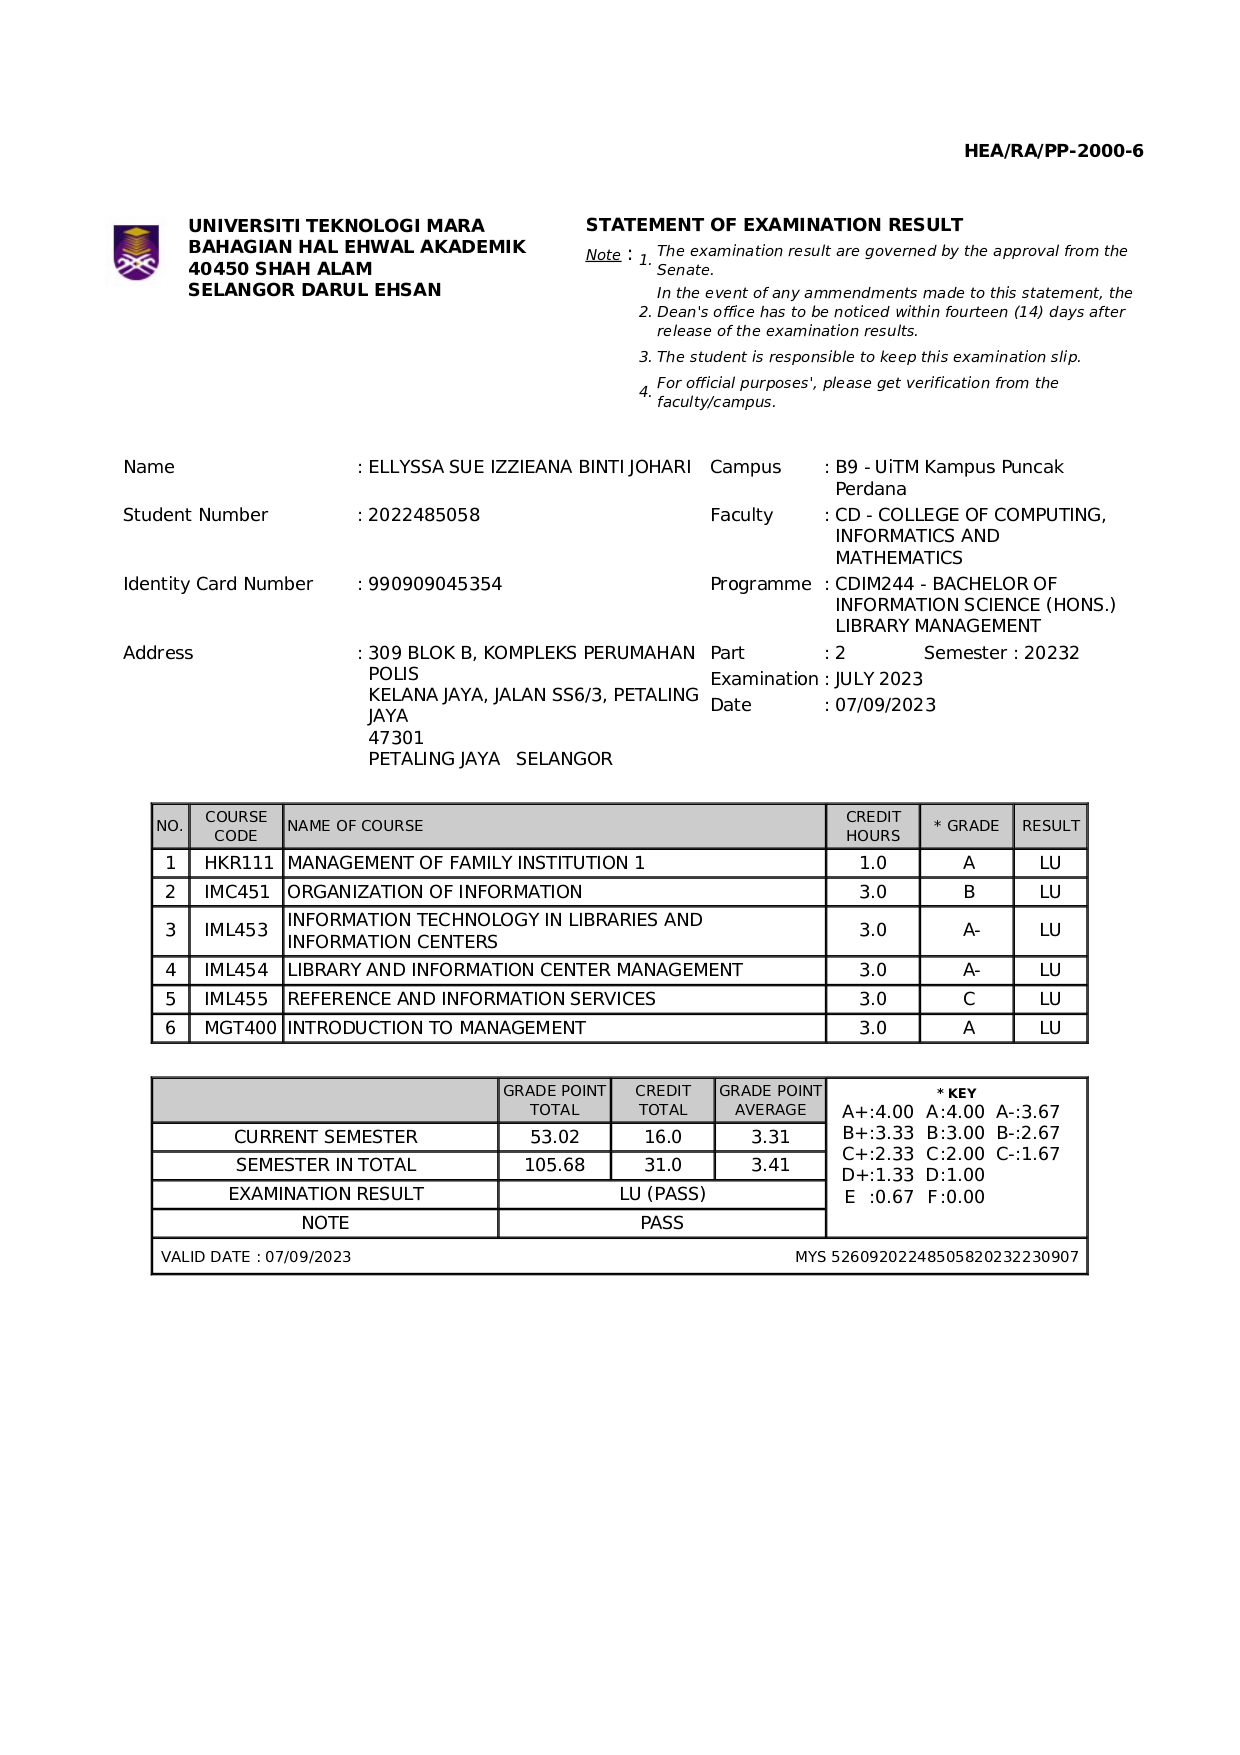 HEA/RA/PP-2000-6
UNIVERSITI TEKNOLOGI MARA
BAHAGIAN HAL EHWAL AKADEMIK
40450 SHAH ALAM
SELANGOR DARUL EHSAN
STATEMENT OF EXAMINATION RESULT
Note : 1. The examination result are governed by the approval from the
Senate.
In the event of any ammendments made to this statement, the
2. Dean's office has to be noticed within fourteen (14) days after
release of the examination results.
3. The student is responsible to keep this examination slip.
4. For official purposes', please get verification from the
faculty/campus.
Name : ELLYSSA SUE IZZIEANA BINTI JOHARI Campus : B9 - UiTM Kampus Puncak
Perdana
Student Number : 2022485058 Faculty : CD - COLLEGE OF COMPUTING,
INFORMATICS AND
MATHEMATICS
Identity Card Number : 990909045354 Programme : CDIM244 - BACHELOR OF
INFORMATION SCIENCE (HONS.)
LIBRARY MANAGEMENT
Address : 309 BLOK B, KOMPLEKS PERUMAHAN
POLIS
KELANA JAYA, JALAN SS6/3, PETALING
JAYA
47301
PETALING JAYA SELANGOR
Part : 2 Semester : 20232
Examination : JULY 2023
Date : 07/09/2023
NO. COURSE CODE NAME OF COURSE CREDIT HOURS * GRADE RESULT
1 HKR111 MANAGEMENT OF FAMILY INSTITUTION 1 1.0 A LU
2 IMC451 ORGANIZATION OF INFORMATION 3.0 B LU
3 IML453 INFORMATION TECHNOLOGY IN LIBRARIES AND INFORMATION CENTERS 3.0 A- LU
4 IML454 LIBRARY AND INFORMATION CENTER MANAGEMENT 3.0 A- LU
5 IML455 REFERENCE AND INFORMATION SERVICES 3.0 C LU
6 MGT400 INTRODUCTION TO MANAGEMENT 3.0 A LU
GRADE POINT TOTAL CREDIT TOTAL GRADE POINT AVERAGE
CURRENT SEMESTER 53.02 16.0 3.31
SEMESTER IN TOTAL 105.68 31.0 3.41
EXAMINATION RESULT LU (PASS)
NOTE PASS
* KEY
A+:4.00 A:4.00 A-:3.67
B+:3.33 B:3.00 B-:2.67
C+:2.33 C:2.00 C-:1.67
D+:1.33 D:1.00
E :0.67 F:0.00
VALID DATE : 07/09/2023 MYS 52609202248505820232230907